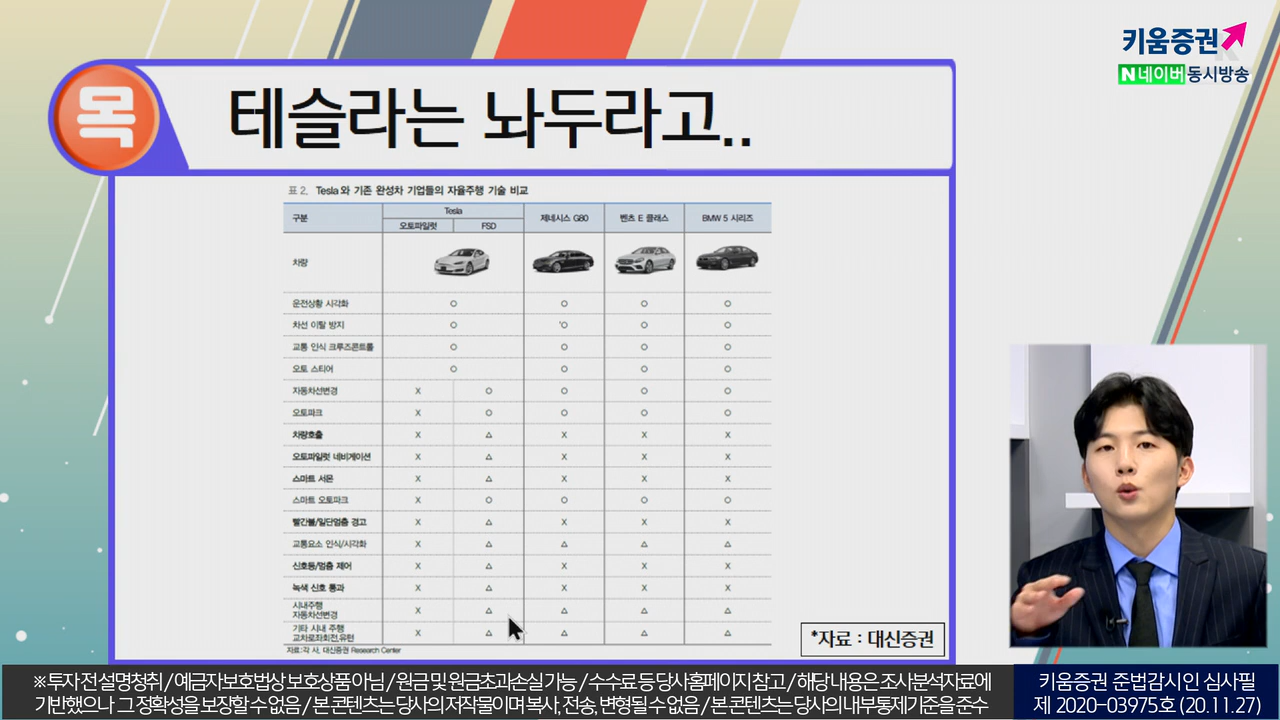 키움증권
N 네이버 동시방송
목
테슬라는 놔두라고..
표 2. Tesla와 기존 완성차 기업들의 자율주행 기술 비교
구분 Tesla 제네시스 G80 벤츠 E 클래스 BMW 5 시리즈
오토파일럿 FSD
차량
운전상황 시각화 ○ ○ ○ ○
차선 이탈 방지 ○ '○ ○ ○
교통 인식 크루즈콘트롤 ○ ○ ○ ○
오토 스티어 ○ ○ ○ ○
자동차선변경 X ○ ○ ○ ○
오토파크 X ○ ○ ○ ○
차량호출 X △ X X X
오토파일럿 네비게이션 X △ X X X
스마트 서몬 X △ X X X
스마트 오토파크 X ○ ○ ○ ○
빨간불/일단멈춤 경고 X △ X X X
교통요소 인식/시각화 X △ △ △ △
신호등/멈춤 제어 X △ X X X
녹색 신호 통과 X △ X X X
시내주행
자동차선변경 X △ △ △ △
기타 시내 주행
교차로좌회전,유턴 X △ △ △ △
자료: 각 사, 대신증권 Research Center
*자료 : 대신증권
※ 투자 전 설명청취 / 예금자보호법상 보호상품 아님 / 원금 및 원금초과손실 가능 / 수수료 등 당사홈페이지 참고 / 해당 내용은 조사분석자료에
기반했으나 그 정확성을 보장할 수 없음 / 본 콘텐츠는 당사의 저작물이며 복사, 전송, 변형될 수 없음 / 본 콘텐츠는 당사의 내부통제기준을 준수
키움증권 준법감시인 심사필
제 2020-03975호 (20.11.27)